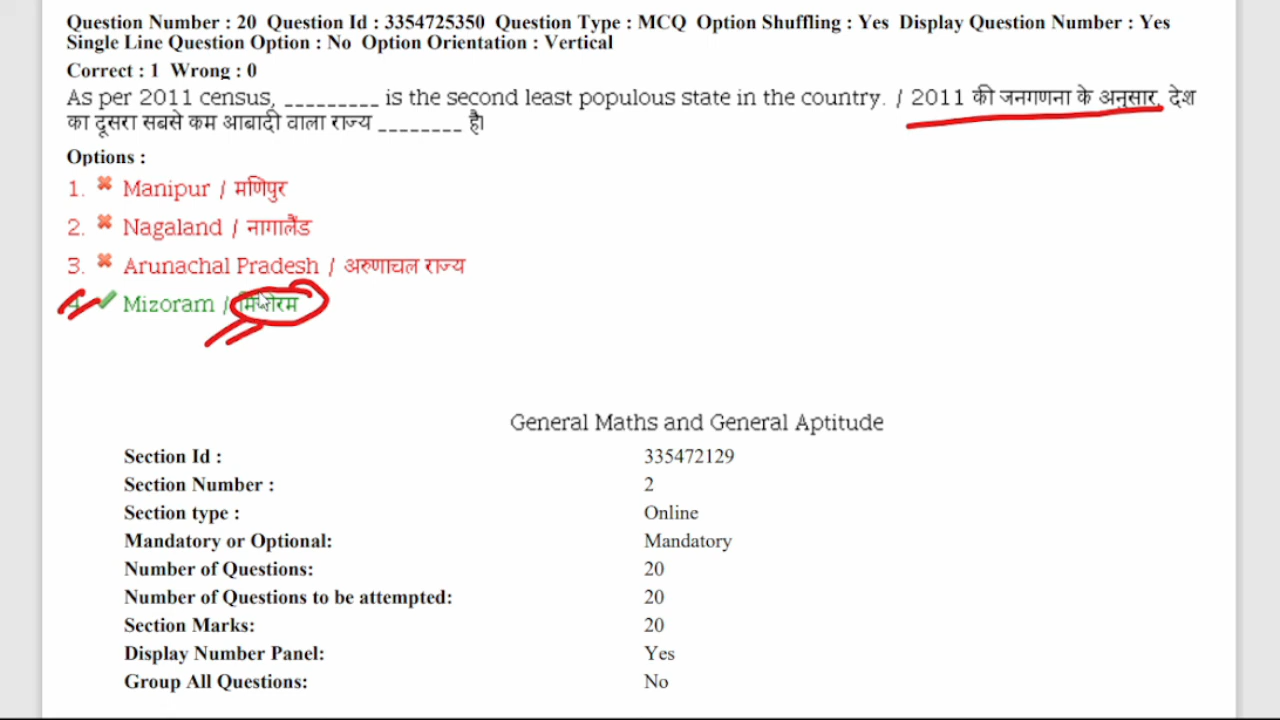 Question Number : 20 Question Id : 3354725350 Question Type : MCQ Option Shuffling : Yes Display Question Number : Yes
Single Line Question Option : No Option Orientation : Vertical
Correct : 1 Wrong : 0
As per 2011 census, _________ is the second least populous state in the country. / 2011 की जनगणना के अनुसार, देश
का दूसरा सबसे कम आबादी वाला राज्य ________ है।
Options :
1. Manipur / मणिपुर
2. Nagaland / नागालैंड
3. Arunachal Pradesh / अरुणाचल राज्य
4. Mizoram /
General Maths and General Aptitude
Section Id : 335472129
Section Number : 2
Section type : Online
Mandatory or Optional: Mandatory
Number of Questions: 20
Number of Questions to be attempted: 20
Section Marks: 20
Display Number Panel: Yes
Group All Questions: No